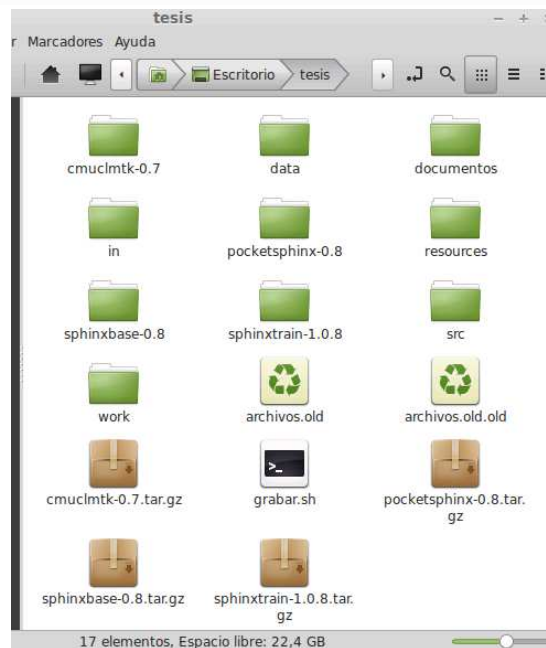 tesis
r Marcadores Ayuda
Escritorio tesis
cmuclmtk-0.7 data documentos
in pocketsphinx-0.8 resources
sphinxbase-0.8 sphinxtrain-1.0.8 src
work archivos.old archivos.old.old
cmuclmtk-0.7.tar.gz grabar.sh pocketsphinx-0.8.tar.
gz
sphinxbase-0.8.tar.gz sphinxtrain-1.0.8.tar.
gz
17 elementos, Espacio libre: 22,4 GB